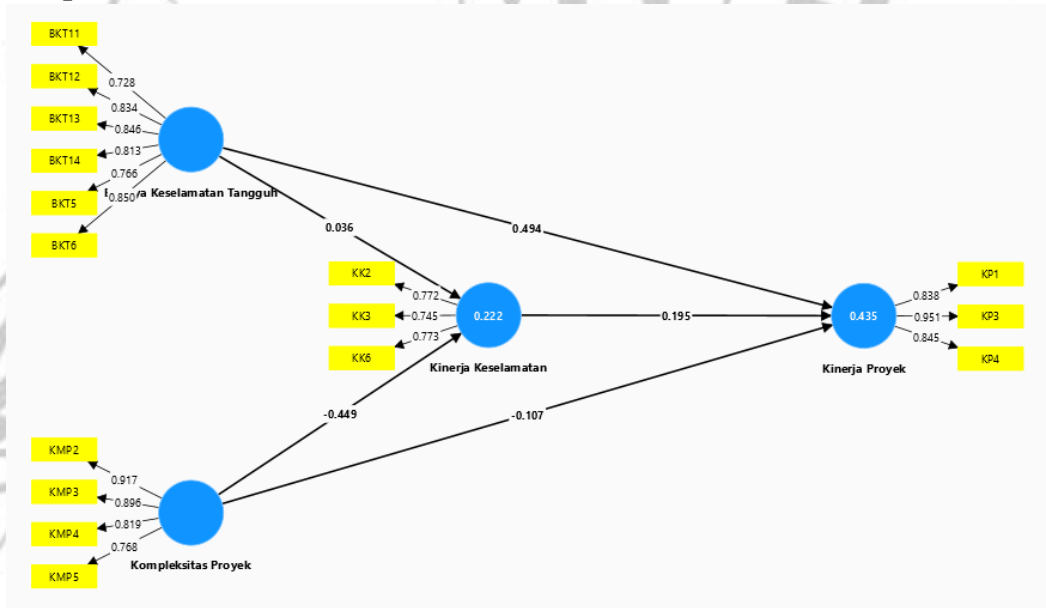 BKT11
BKT12
BKT13
BKT14
BKT5
BKT6
0.728
0.834
0.846
0.813
0.766
0.850
Keselamatan Tangguh
0.036
0.494
KK2
KK3
KK6
0.772
0.745
0.773
0.222
Kinerja Keselamatan
0.195
0.435
Kinerja Proyek
0.838
0.951
0.845
KP1
KP3
KP4
-0.449
-0.107
KMP2
KMP3
KMP4
KMP5
0.917
0.896
0.819
0.768
Kompleksitas Proyek